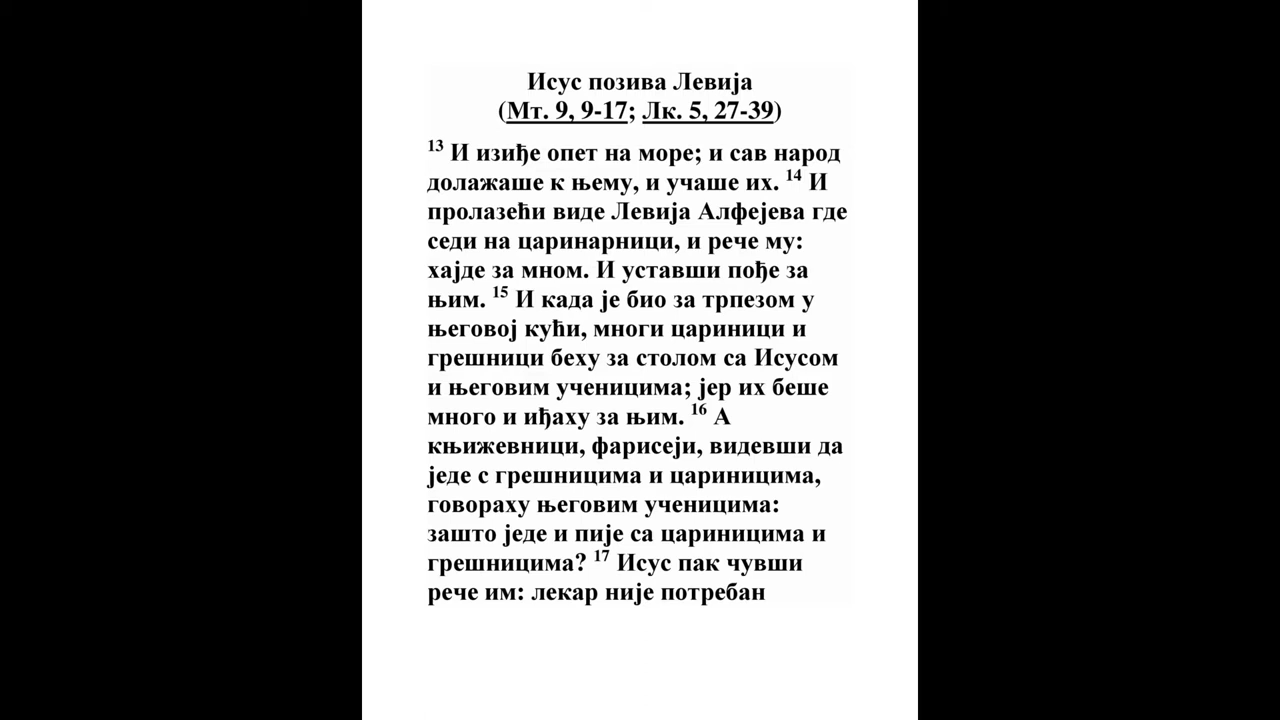 Исус позива Левија
(Мт. 9, 9-17; Лк. 5, 27-39)
13 И изиђе опет на море; и сав народ
долажаше к њему, и учаше их. 14 И
пролазећи виде Левија Алфејева где
седи на царинарници, и рече му:
хајде за мном. И уставши пође за
њим. 15 И када је био за трпезом у
његовој кући, многи цариници и
грешници беху за столом са Исусом
и његовим ученицима; јер их беше
много и иђаху за њим. 16 А
књижевници, фарисеји, видевши да
једе с грешницима и цариницима,
говораху његовим ученицима:
зашто једе и пије са цариницима и
грешницима? 17 Исус пак чувши
рече им: лекар није потребан